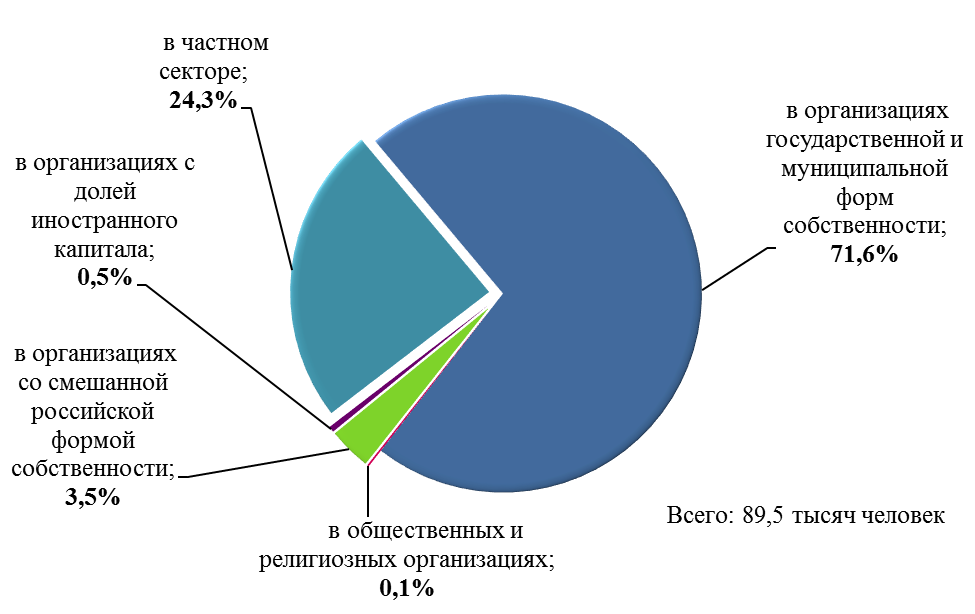 в частном
секторе;
24,3%
в организациях
государственной и
муниципальной
форм
собственности;
71,6%
в организациях с
долей
иностранного
капитала;
0,5%
в организациях
со смешанной
российской
формой
собственности;
3,5%
в общественных и
религиозных организациях;
0,1%
Всего: 89,5 тысяч человек